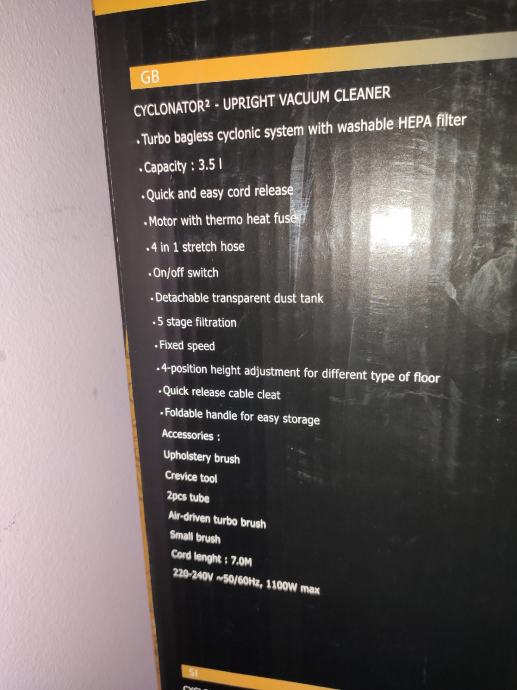 GB
CYCLONATOR² - UPRIGHT VACUUM CLEANER
• Turbo bagless cyclonic system with washable HEPA filter
• Capacity : 3.5 l
• Quick and easy cord release
• Motor with thermo heat fuse
• 4 in 1 stretch hose
• On/off switch
• Detachable transparent dust tank
• 5 stage filtration
• Fixed speed
• 4-position height adjustment for different type of floor
• Quick release cable cleat
• Foldable handle for easy storage
Accessories :
Upholstery brush
Crevice tool
2pcs tube
Air-driven turbo brush
Small brush
Cord lenght : 7.0M
220-240V ~50/60Hz, 1100W max
SI